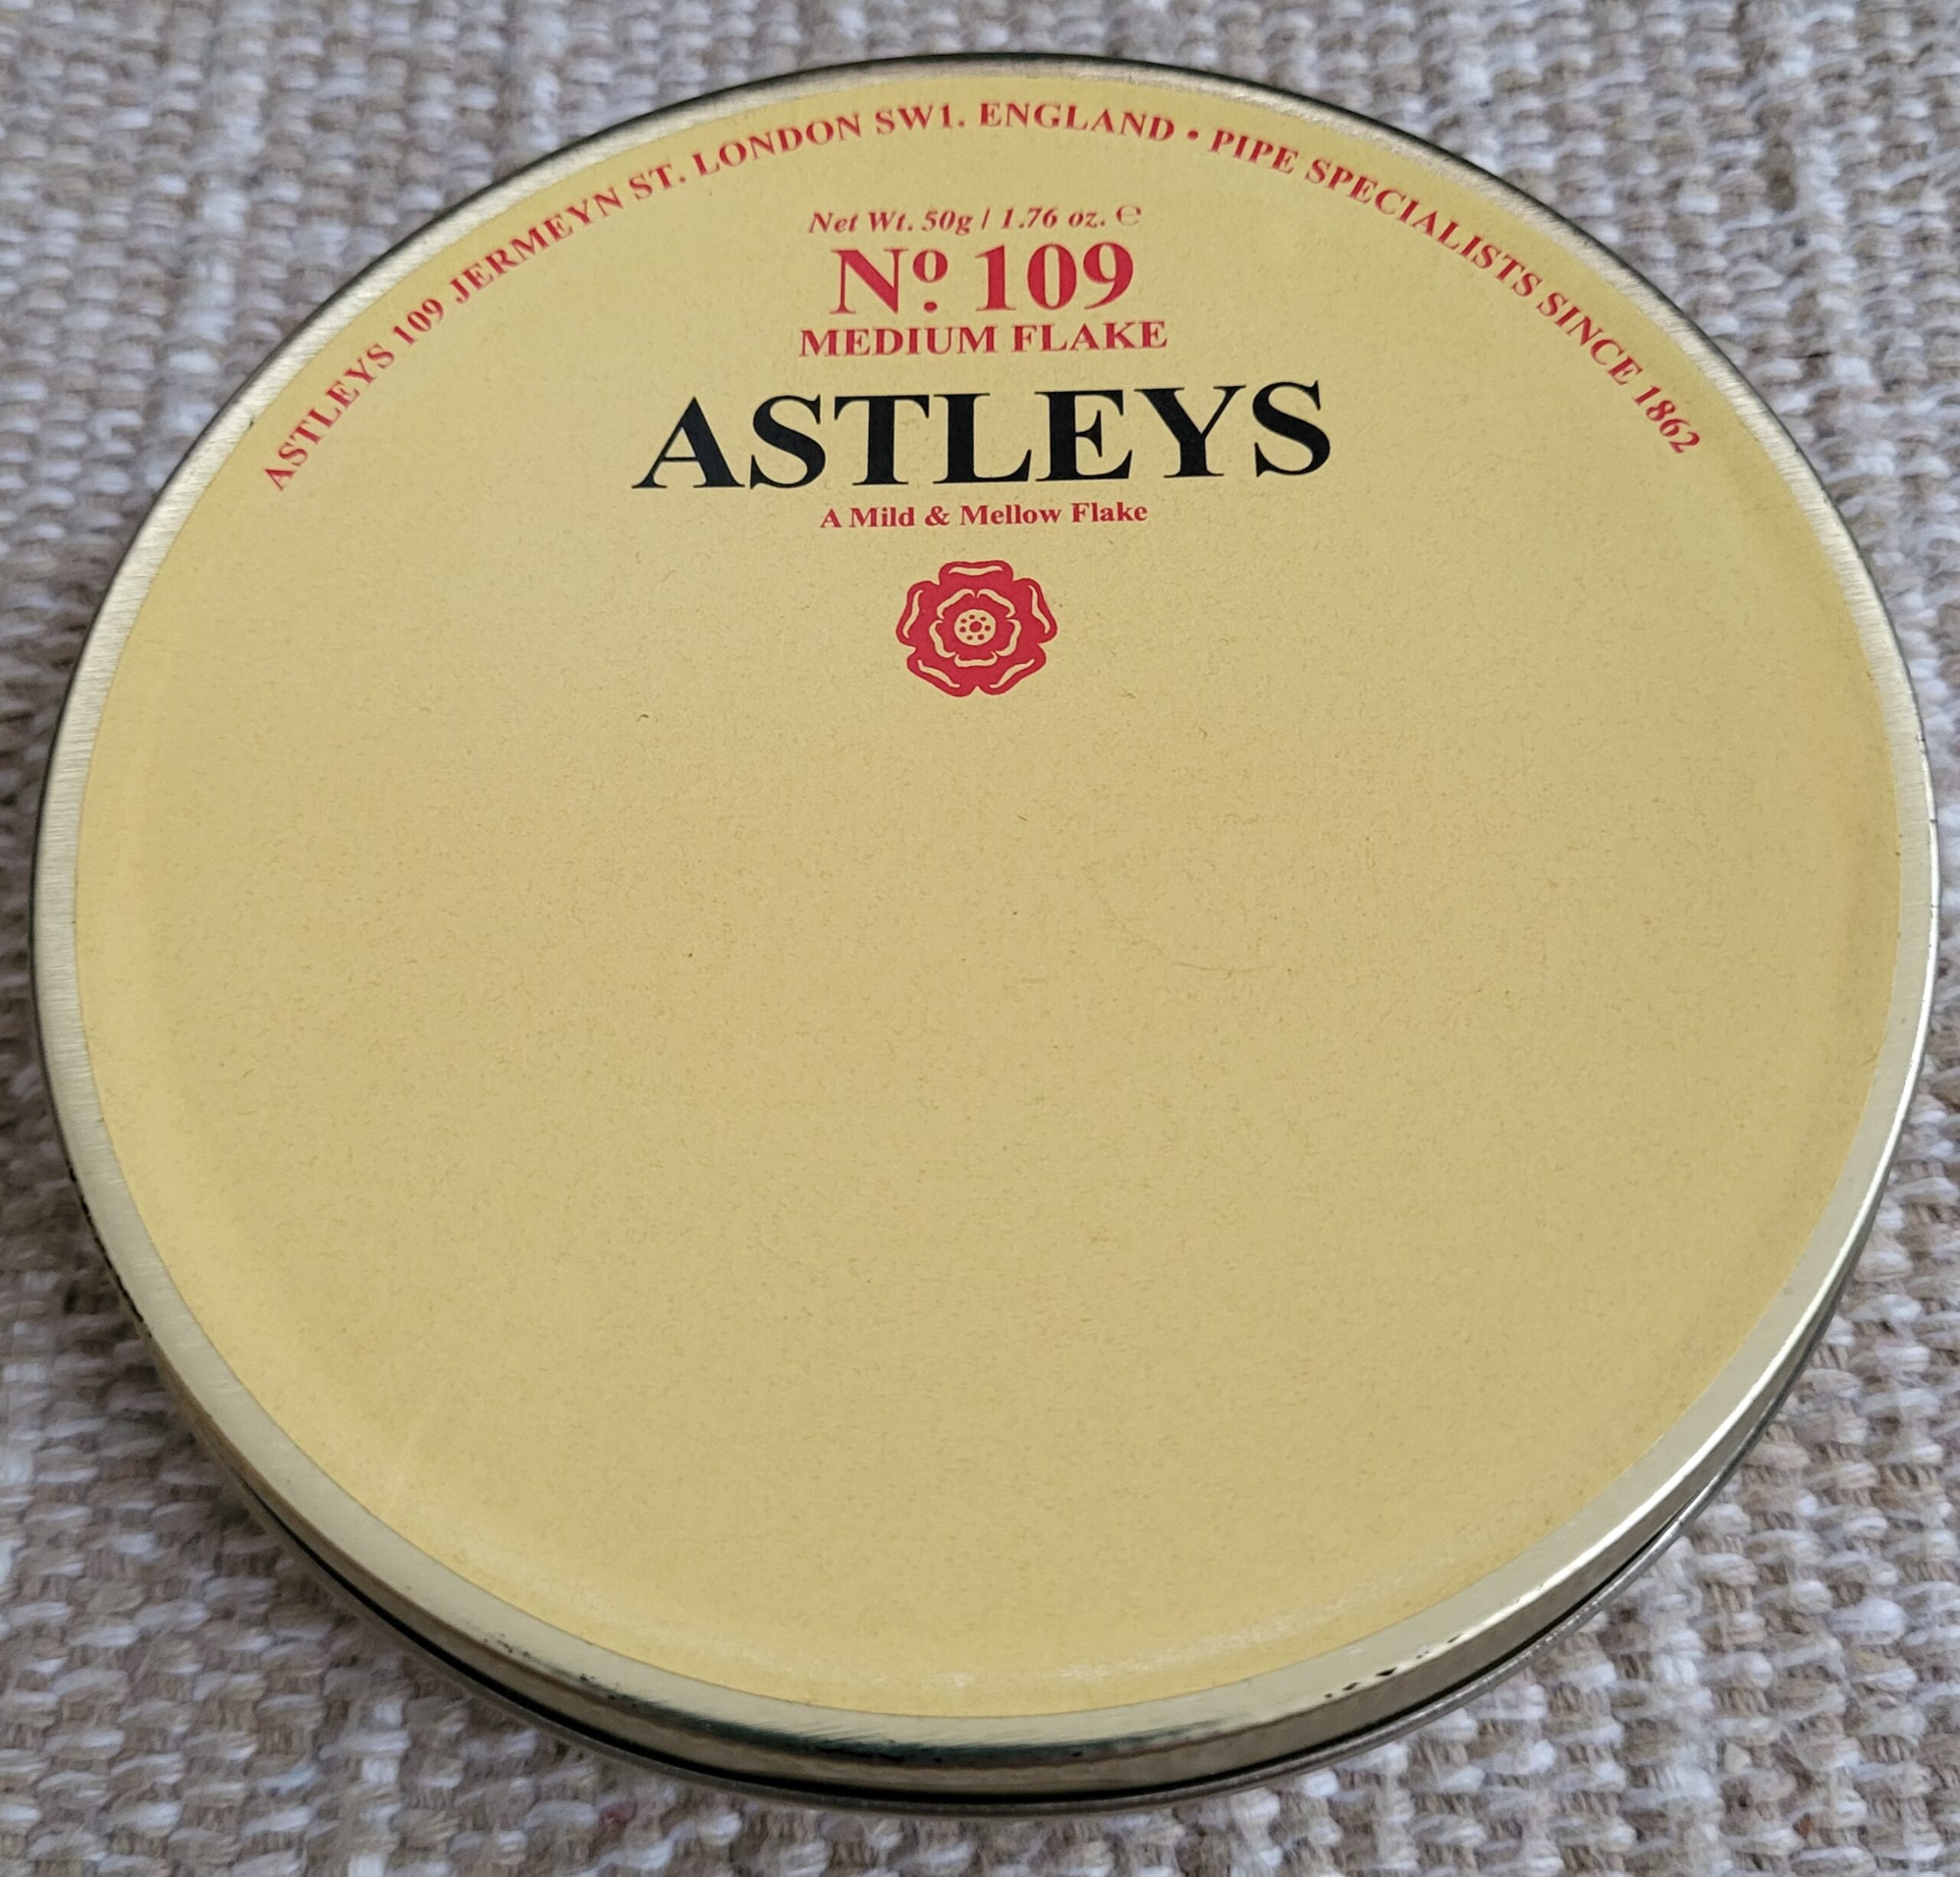 ASTLEYS 109 JERMEYN ST. LONDON SW1. ENGLAND • PIPE SPECIALISTS SINCE 1862
Net Wt. 50g / 1.76 oz. ℮
Nº 109
MEDIUM FLAKE
ASTLEYS
A Mild & Mellow Flake